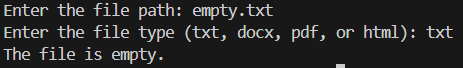 Enter the file path: empty.txt
Enter the file type (txt, docx, pdf, or html): txt
The file is empty.